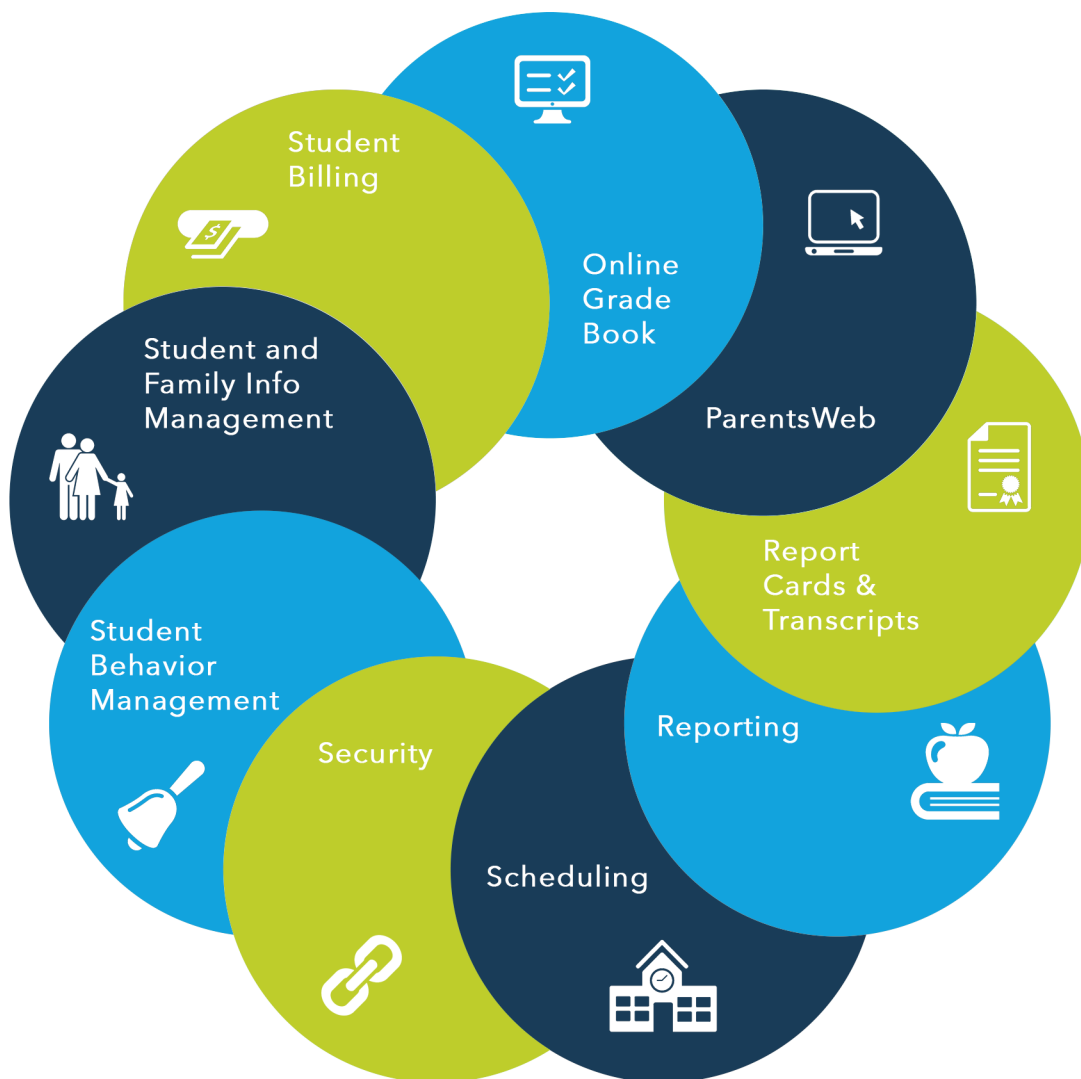 Student
Billing
Online
Grade
Book
ParentsWeb
Report
Cards &
Transcripts
Reporting
Scheduling
Security
Student
Behavior
Management
Student and
Family Info
Management
$